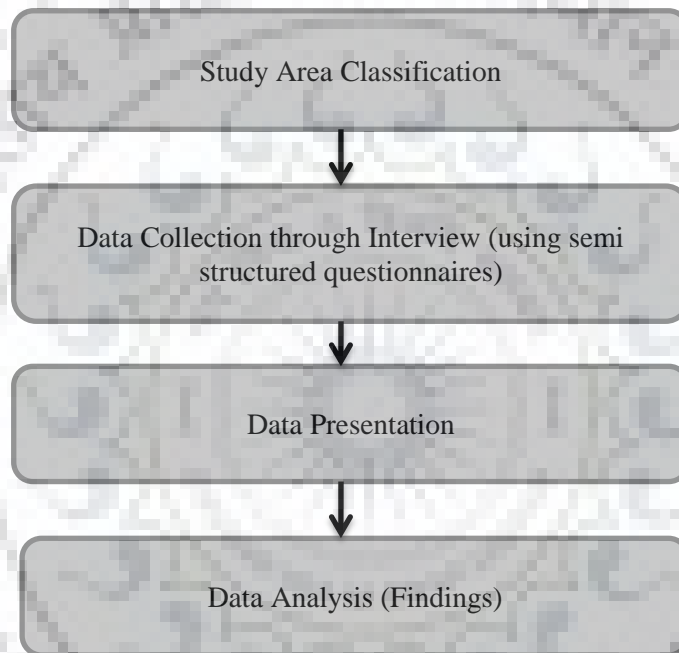 Study Area Classification
Data Collection through Interview (using semi
structured questionnaires)
Data Presentation
Data Analysis (Findings)